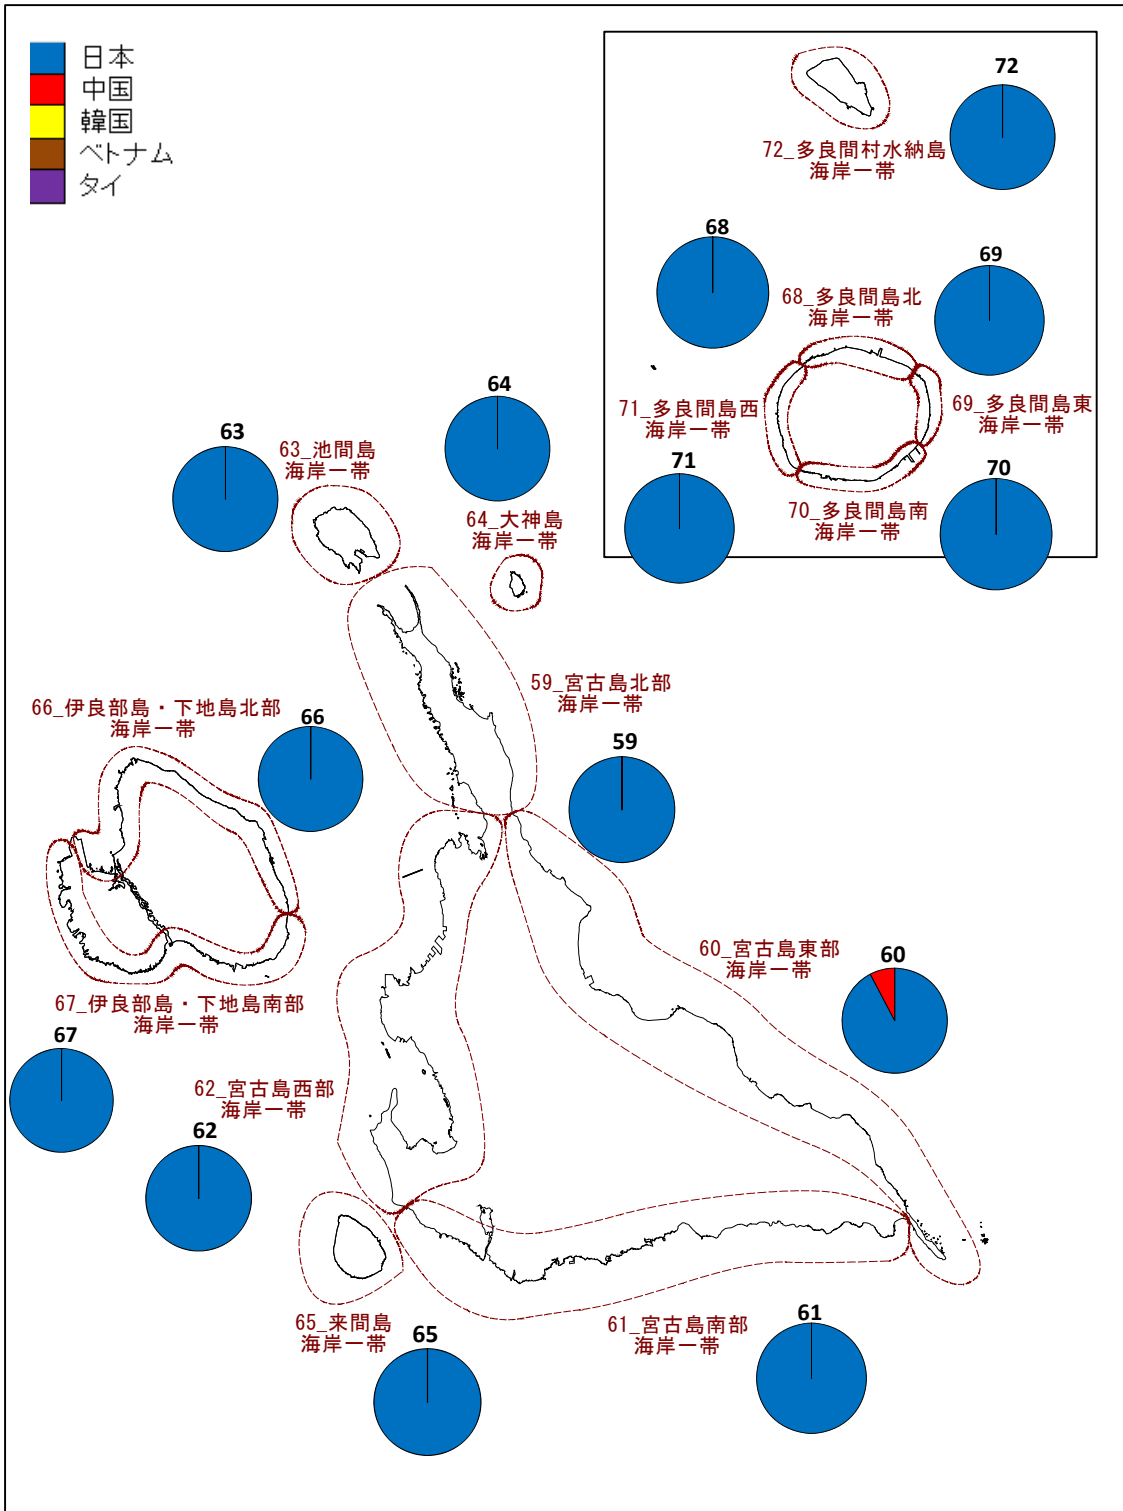 日本
中国
韓国
ベトナム
タイ
72
72_多良間村水納島
海岸一帯
68
69
68_多良間島北
海岸一帯
71_多良間島西
海岸一帯
69_多良間島東
海岸一帯
71
70
70_多良間島南
海岸一帯
64
63
63_池間島
海岸一帯
64_大神島
海岸一帯
59_宮古島北部
海岸一帯
66_伊良部島・下地島北部
海岸一帯
66
59
60_宮古島東部
海岸一帯
60
67_伊良部島・下地島南部
海岸一帯
67
62_宮古島西部
海岸一帯
62
65_来間島
海岸一帯
65
61_宮古島南部
海岸一帯
61